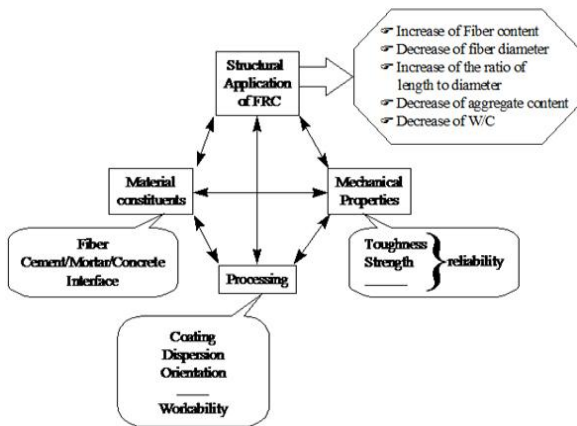 Structural
Application
of FRC
☞ Increase of Fiber content
☞ Decrease of fiber diameter
☞ Increase of the ratio of
length to diameter
☞ Decrease of aggregate content
☞ Decrease of W/C
Material
constituents
Mechanical
Properties
Fiber
Cement/Mortar/Concrete
Interface
Toughness
Strength
reliability
Processing
Coating
Dispersion
Orientation
Workability